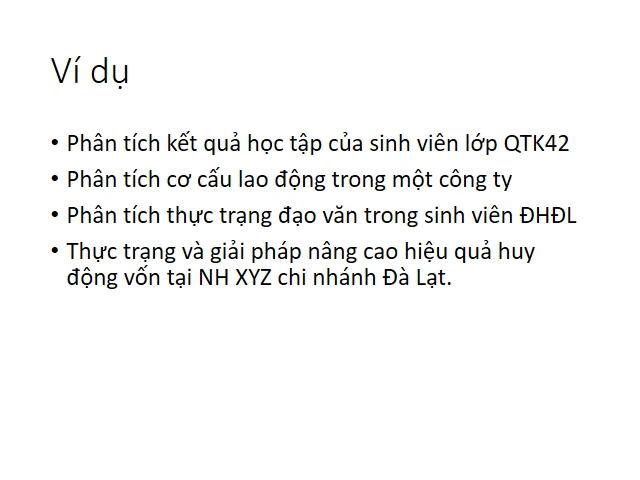 Ví dụ
• Phân tích kết quả học tập của sinh viên lớp QTK42
• Phân tích cơ cấu lao động trong một công ty
• Phân tích thực trạng đạo văn trong sinh viên ĐHĐL
• Thực trạng và giải pháp nâng cao hiệu quả huy
động vốn tại NH XYZ chi nhánh Đà Lạt.